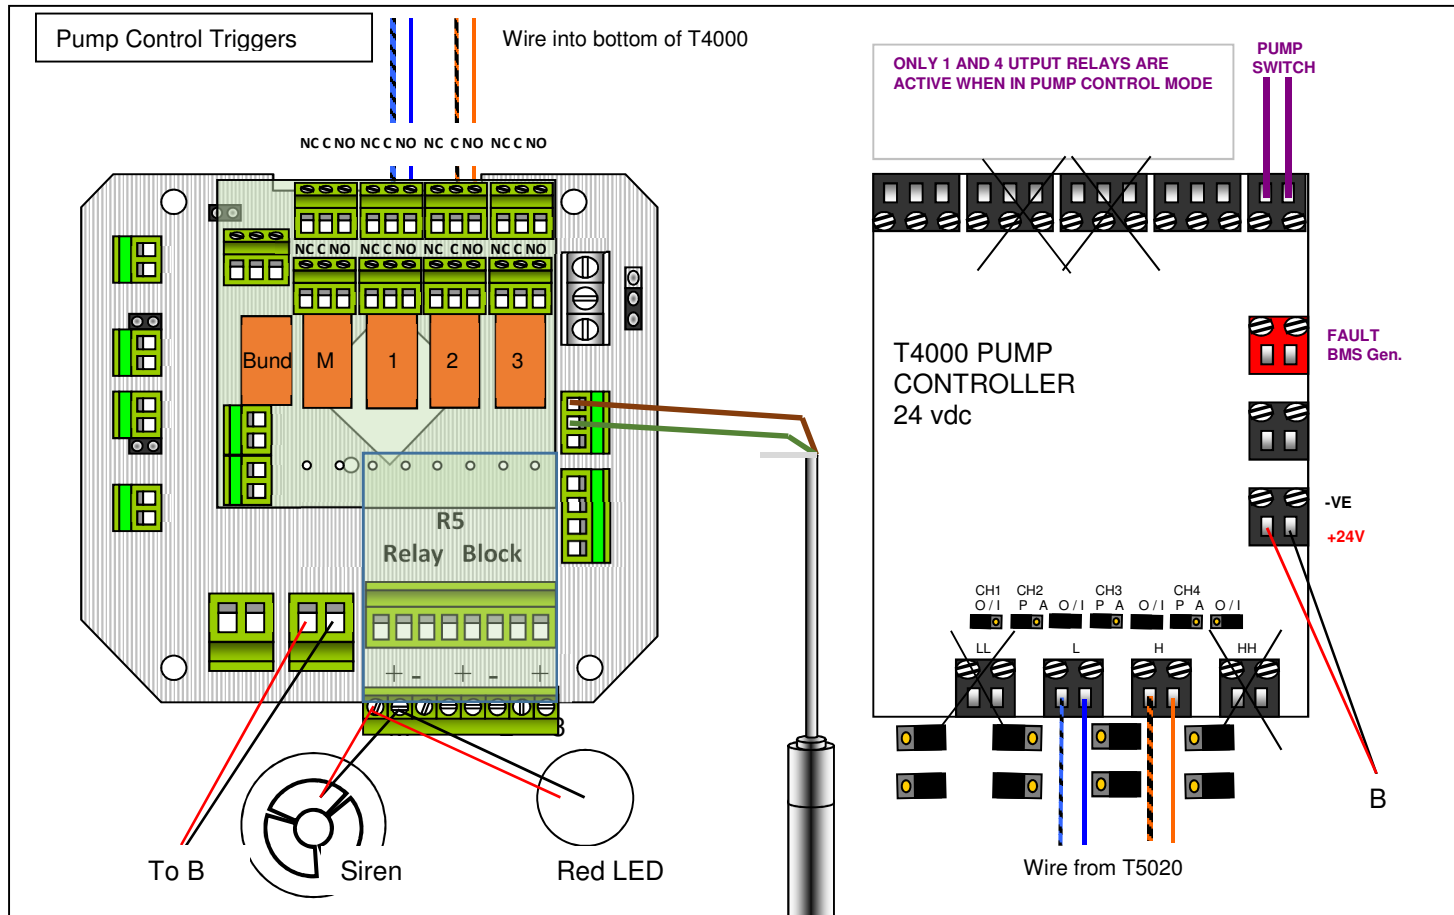 Pump Control Triggers
Wire into bottom of T4000
NC C NO NC C NO NC C NO NC C NO
NC C NO NC C NO NC C NO NC C NO
Bund M 1 2 3
R5
Relay Block
+ - + - +
To B
Siren
Red LED
ONLY 1 AND 4 UTPUT RELAYS ARE
ACTIVE WHEN IN PUMP CONTROL MODE
PUMP
SWITCH
T4000 PUMP
CONTROLLER
24 vdc
FAULT
BMS Gen.
-VE
+24V
CH1 CH2 CH3 CH4
O / I P A O / I P A O / I P A O / I
LL L H HH
B
Wire from T5020